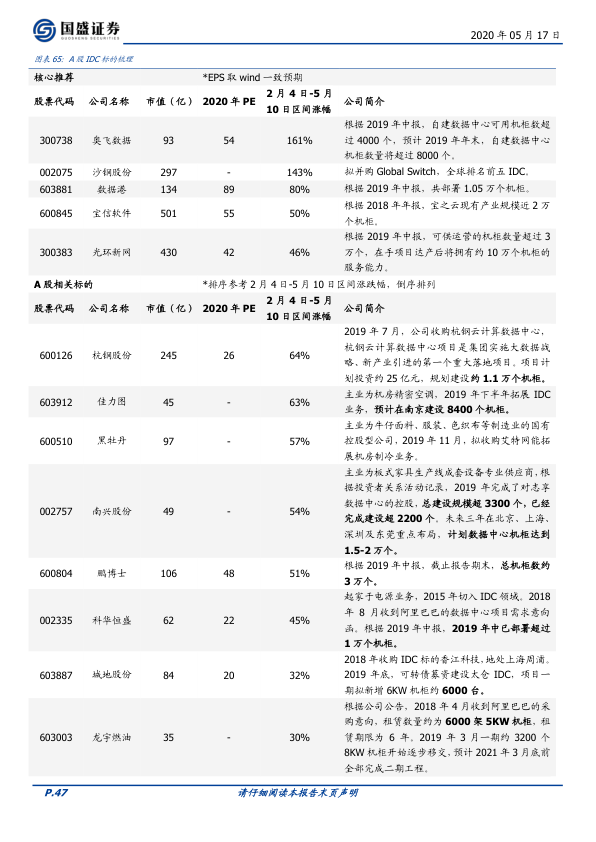 国盛证券
GUOSHENG SECURITIES
2020 年 05 月 17 日
图表 65: A 股 IDC 标的梳理
核心推荐 *EPS 取 wind 一致预期
股票代码 公司名称 市值（亿） 2020 年 PE 2 月 4 日-5 月 公司简介
10 日区间涨幅
根据 2019 年中报，自建数据中心可用机柜数超
300738 奥飞数据 93 54 161% 过 4000 个，预计 2019 年年末，自建数据中心
机柜数量将超过 8000 个。
002075 沙钢股份 297 - 143% 拟并购 Global Switch，全球排名前五 IDC。
603881 数据港 134 89 80% 根据 2019 年中报，共部署 1.05 万个机柜。
600845 宝信软件 501 55 50% 根据 2018 年年报，宝之云现有产业规模近 2 万
个机柜。
根据 2019 年中报，可供运营的机柜数量超过 3
300383 光环新网 430 42 46% 万个，在手项目达产后将拥有约 10 万个机柜的
服务能力。
A 股相关标的 *排序参考 2 月 4 日-5 月 10 日区间涨跌幅，倒序排列
股票代码 公司名称 市值（亿） 2020 年 PE 2 月 4 日-5 月 公司简介
10 日区间涨幅
2019 年 7 月，公司收购杭钢云计算数据中心，
杭钢云计算数据中心项目是集团实施大数据战
600126 杭钢股份 245 26 64% 略、新产业引进的第一个重大落地项目。项目计
划投资约 25 亿元，规划建设约 1.1 万个机柜。
603912 佳力图 45 - 63% 主业为机房精密空调，2019 年下半年拓展 IDC
业务，预计在南京建设 8400 个机柜。
主业为牛仔面料、服装、色织布等制造业的国有
600510 黑牡丹 97 - 57% 控股型公司，2019 年 11 月，拟收购艾特网能拓
展机房制冷业务。
主业为板式家具生产线成套设备专业供应商，根
据投资者关系活动记录，2019 年完成了对志享
002757 南兴股份 49 - 54% 数据中心的控股，总建设规模超 3300 个，已经
完成建设超 2200 个。未来三年在北京、上海、
深圳及东莞重点布局，计划数据中心机柜达到
1.5-2 万个。
600804 鹏博士 106 48 51% 根据 2019 年中报，截止报告期末，总机柜数约
3 万个。
起家于电源业务，2015 年切入 IDC 领域。2018
002335 科华恒盛 62 22 45% 年 8 月收到阿里巴巴的数据中心项目需求意向
函。根据 2019 年中报，2019 年中已部署超过
1 万个机柜。
2018 年收购 IDC 标的香江科技，地处上海周浦。
603887 城地股份 84 20 32% 2019 年底，可转债募资建设太仓 IDC，项目一
期拟新增 6KW 机柜约 6000 台。
根据公司公告，2018 年 4 月收到阿里巴巴的采
购意向，租赁数量约为 6000 架 5KW 机柜，租
603003 龙宇燃油 35 - 30% 赁期限为 6 年。2019 年 3 月一期约 3200 个
8KW 机柜开始逐步移交，预计 2021 年 3 月底前
全部完成二期工程。
P.47 请仔细阅读本报告末页声明